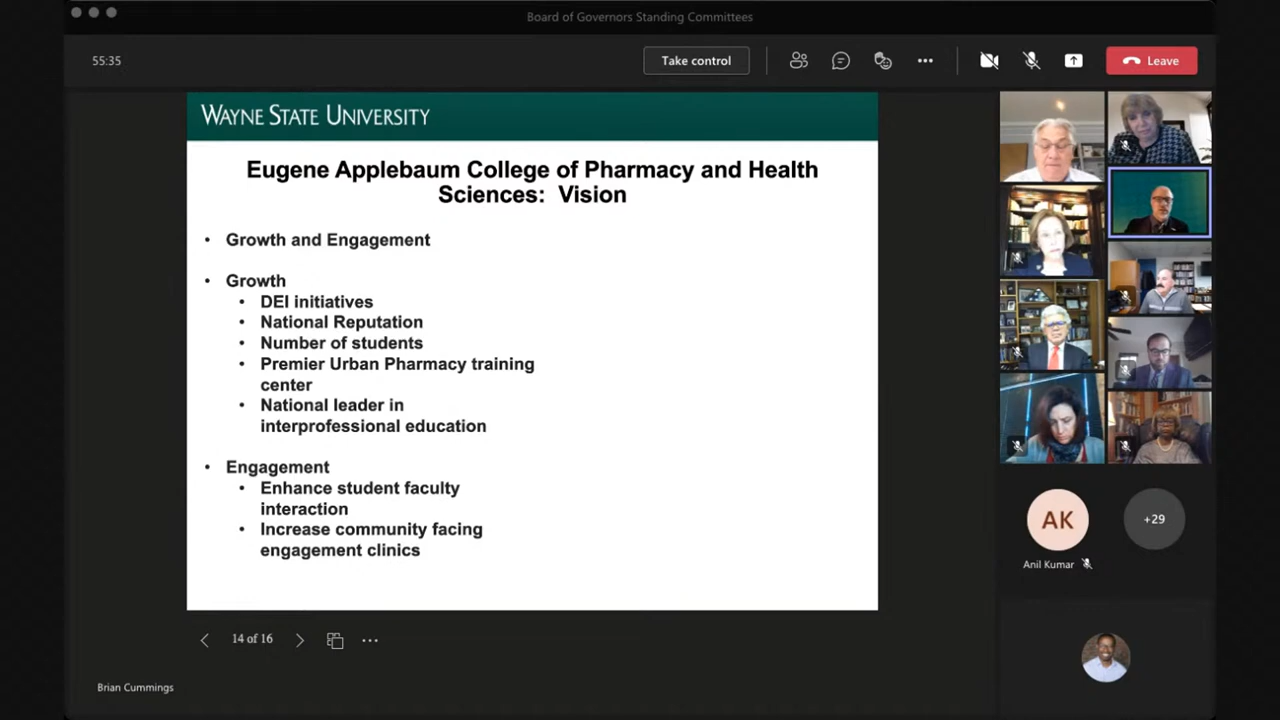 Board of Governors Standing Committees
55:35
Take control
Leave
WAYNE STATE UNIVERSITY
Eugene Applebaum College of Pharmacy and Health
Sciences: Vision
• Growth and Engagement
• Growth
• DEI initiatives
• National Reputation
• Number of students
• Premier Urban Pharmacy training
center
• National leader in
interprofessional education
• Engagement
• Enhance student faculty
interaction
• Increase community facing
engagement clinics
AK
+29
Anil Kumar
14 of 16
Brian Cummings